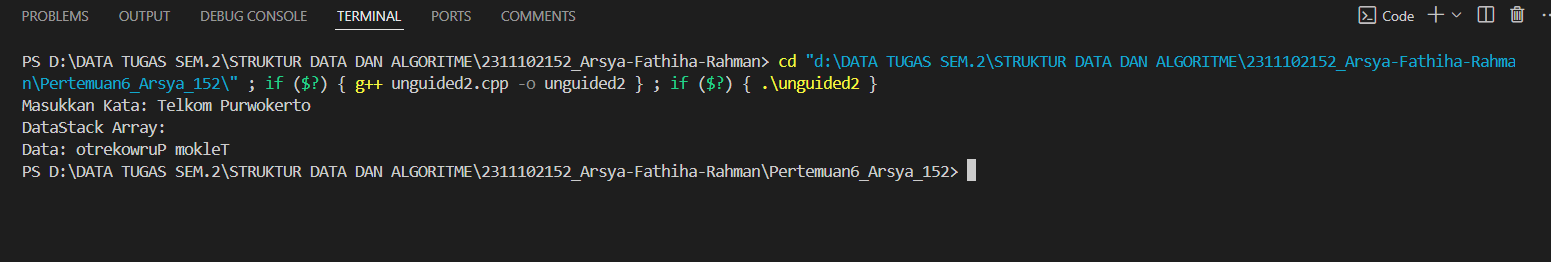 PROBLEMS OUTPUT DEBUG CONSOLE TERMINAL PORTS COMMENTS Code
PS D:\DATA TUGAS SEM.2\STRUKTUR DATA DAN ALGORITME\2311102152_Arsya-Fathiha-Rahman> cd "d:\DATA TUGAS SEM.2\STRUKTUR DATA DAN ALGORITME\2311102152_Arsya-Fathiha-Rahma
n\Pertemuan6_Arsya_152\" ; if ($?) { g++ unguided2.cpp -o unguided2 } ; if ($?) { .\unguided2 }
Masukkan Kata: Telkom Purwokerto
DataStack Array:
Data: otrekowruP mokleT
PS D:\DATA TUGAS SEM.2\STRUKTUR DATA DAN ALGORITME\2311102152_Arsya-Fathiha-Rahman\Pertemuan6_Arsya_152>